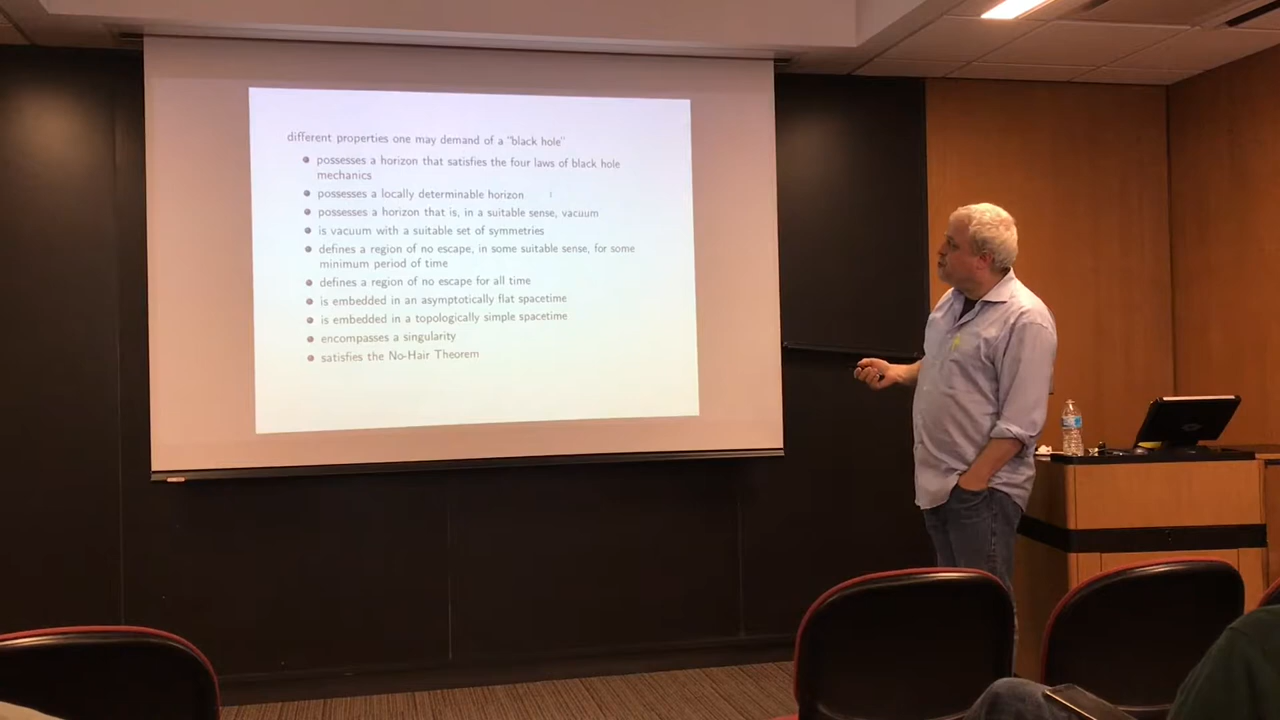 different properties one may demand of a "black hole"
possesses a horizon that satisfies the four laws of black hole
mechanics
possesses a locally determinable horizon
possesses a horizon that is, in a suitable sense, vacuum
is vacuum with a suitable set of symmetries
defines a region of no escape, in some suitable sense, for some
minimum period of time
defines a region of no escape for all time
is embedded in an asymptotically flat spacetime
is embedded in a topologically simple spacetime
encompasses a singularity
satisfies the No-Hair Theorem